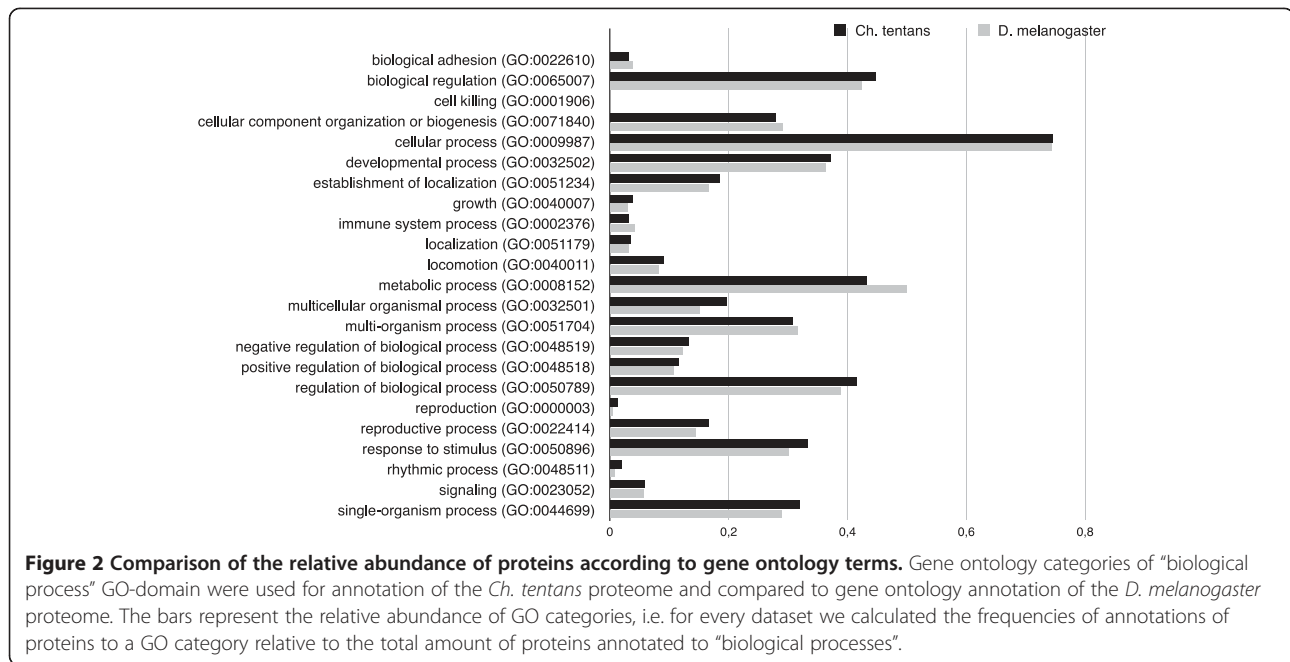 Ch. tentans D. melanogaster
biological adhesion (GO:0022610)
biological regulation (GO:0065007)
cell killing (GO:0001906)
cellular component organization or biogenesis (GO:0071840)
cellular process (GO:0009987)
developmental process (GO:0032502)
establishment of localization (GO:0051234)
growth (GO:0040007)
immune system process (GO:0002376)
localization (GO:0051179)
locomotion (GO:0040011)
metabolic process (GO:0008152)
multicellular organismal process (GO:0032501)
multi-organism process (GO:0051704)
negative regulation of biological process (GO:0048519)
positive regulation of biological process (GO:0048518)
regulation of biological process (GO:0050789)
reproduction (GO:0000003)
reproductive process (GO:0022414)
response to stimulus (GO:0050896)
rhythmic process (GO:0048511)
signaling (GO:0023052)
single-organism process (GO:0044699)
0 0,2 0,4 0,6 0,8
Figure 2 Comparison of the relative abundance of proteins according to gene ontology terms. Gene ontology categories of “biological
process” GO-domain were used for annotation of the Ch. tentans proteome and compared to gene ontology annotation of the D. melanogaster
proteome. The bars represent the relative abundance of GO categories, i.e. for every dataset we calculated the frequencies of annotations of
proteins to a GO category relative to the total amount of proteins annotated to “biological processes”.